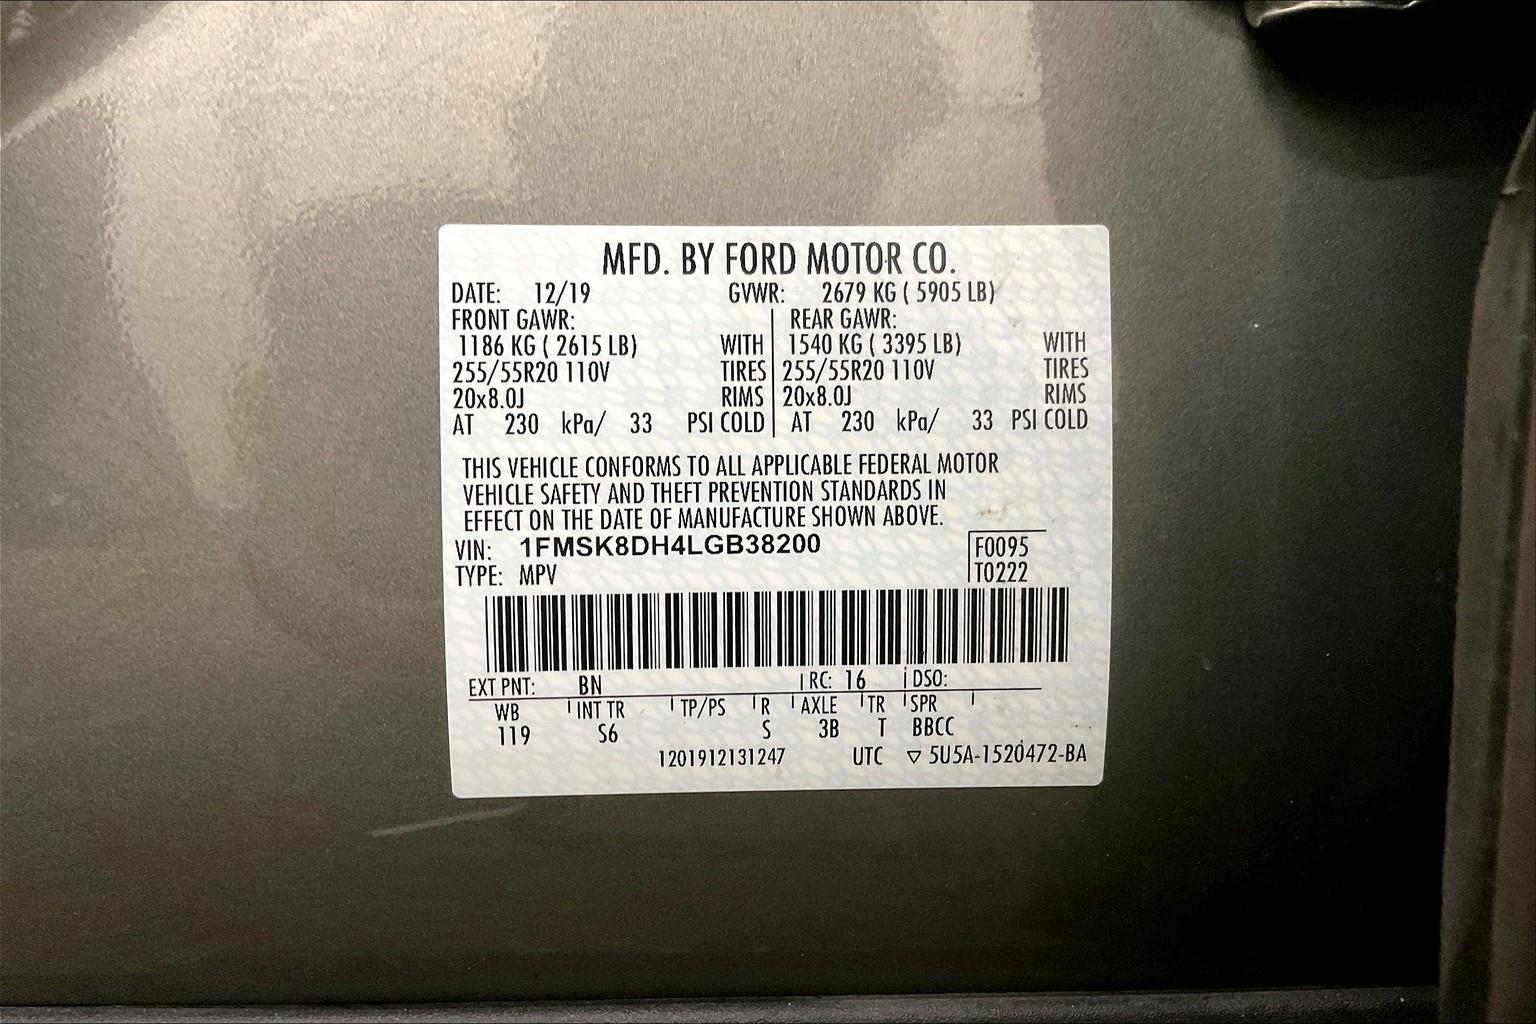 MFD. BY FORD MOTOR CO.
DATE: 12/19 GVWR: 2679 KG ( 5905 LB)
FRONT GAWR: REAR GAWR:
1186 KG ( 2615 LB) WITH 1540 KG ( 3395 LB) WITH
255/55R20 110V TIRES 255/55R20 110V TIRES
20x8.0J RIMS 20x8.0J RIMS
AT 230 kPa/ 33 PSI COLD AT 230 kPa/ 33 PSI COLD
THIS VEHICLE CONFORMS TO ALL APPLICABLE FEDERAL MOTOR
VEHICLE SAFETY AND THEFT PREVENTION STANDARDS IN
EFFECT ON THE DATE OF MANUFACTURE SHOWN ABOVE.
VIN: 1FMSK8DH4LGB38200 F0095
TYPE: MPV T0222
EXT PNT: BN RC: 16 DSO:
WB INT TR TP/PS R AXLE TR SPR
119 S6 S 3B T BBCC
1201912131247 UTC ▽ 5U5A-1520472-BA